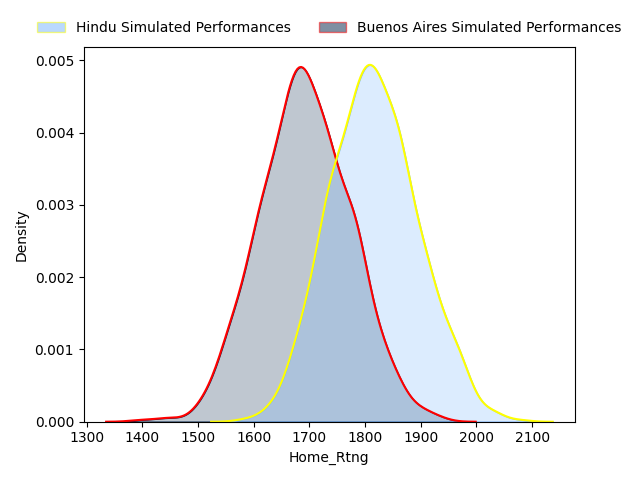 Hindu Simulated Performances
Buenos Aires Simulated Performances
0.005
0.004
0.003
0.002
0.001
0.000
Density
1300 1400 1500 1600 1700 1800 1900 2000 2100
Home_Rtng